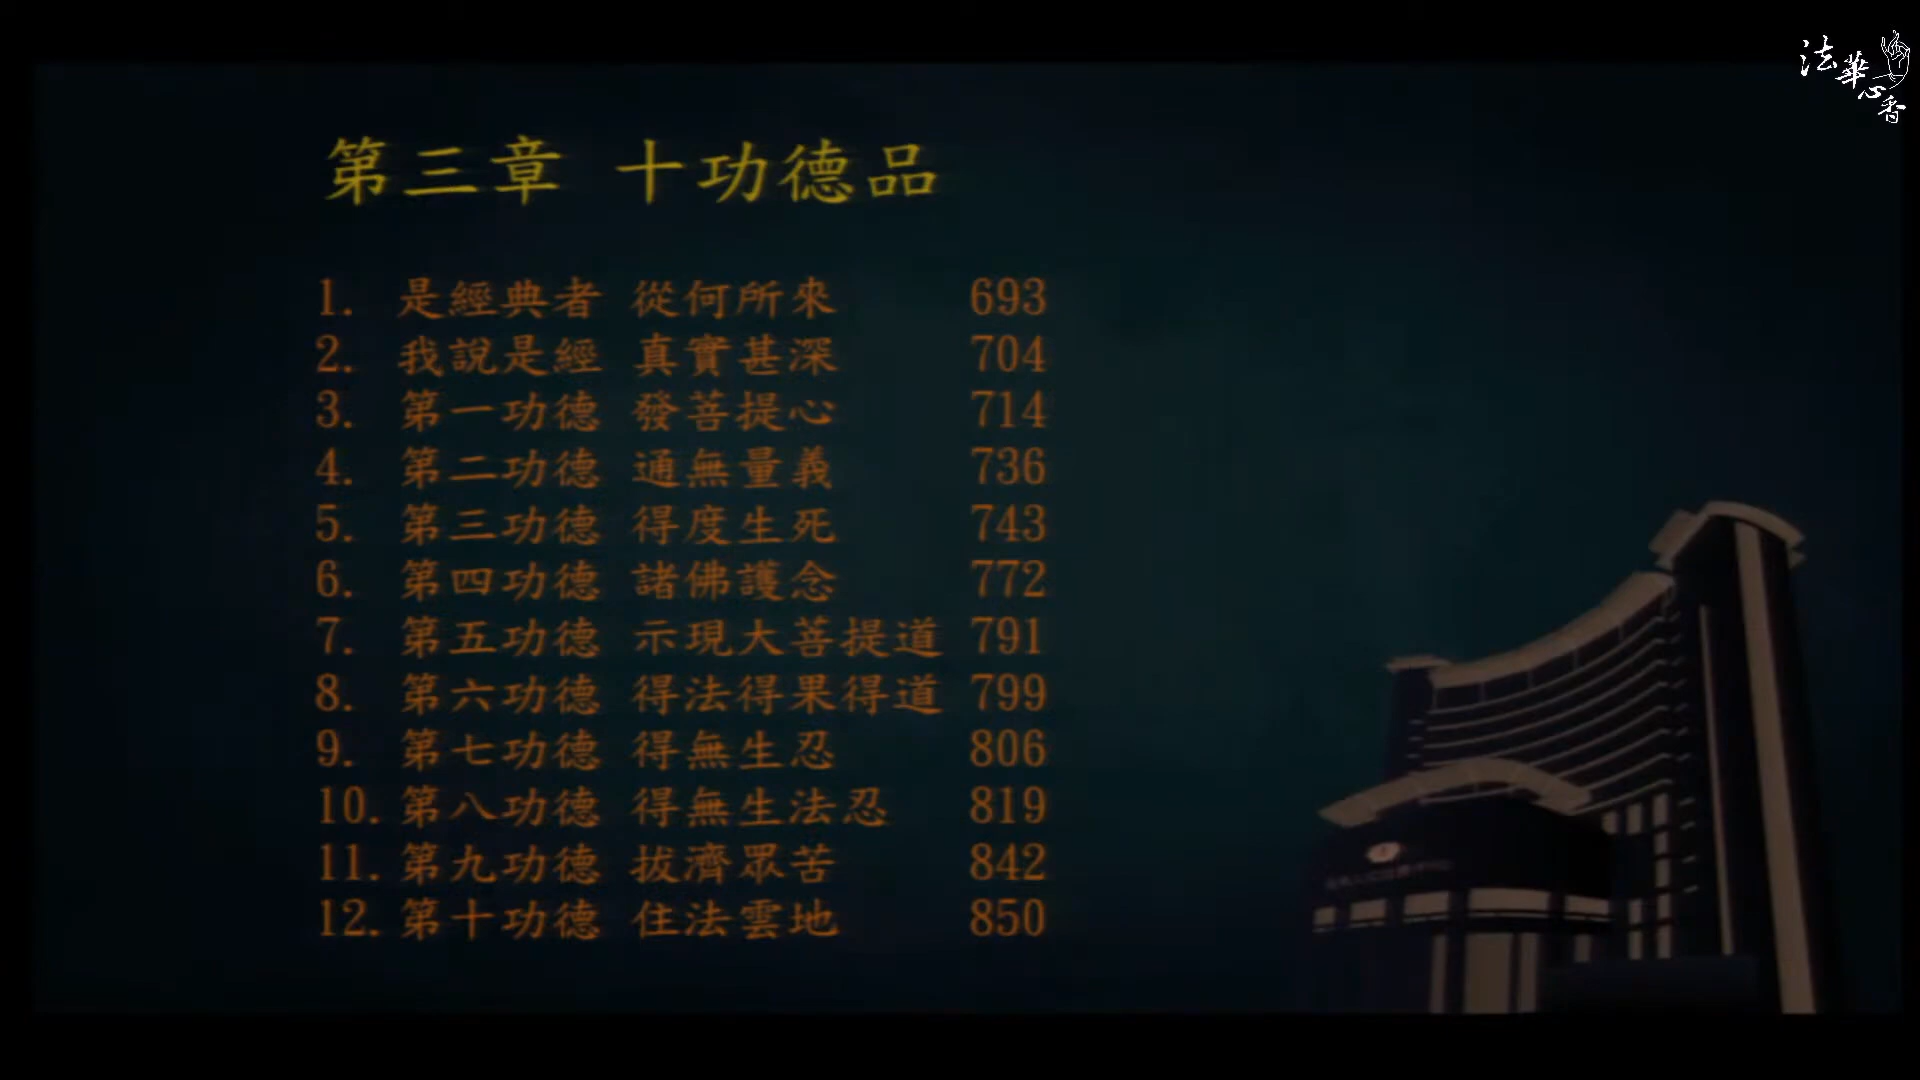 法華心香
第三章 十功德品
1. 是經典者 從何所來 693
2. 我說是經 真實甚深 704
3. 第一功德 發菩提心 714
4. 第二功德 通無量義 736
5. 第三功德 得度生死 743
6. 第四功德 諸佛護念 772
7. 第五功德 示現大菩提道 791
8. 第六功德 得法得果得道 799
9. 第七功德 得無生忍 806
10. 第八功德 得無生法忍 819
11. 第九功德 拔濟眾苦 842
12. 第十功德 住法雲地 850